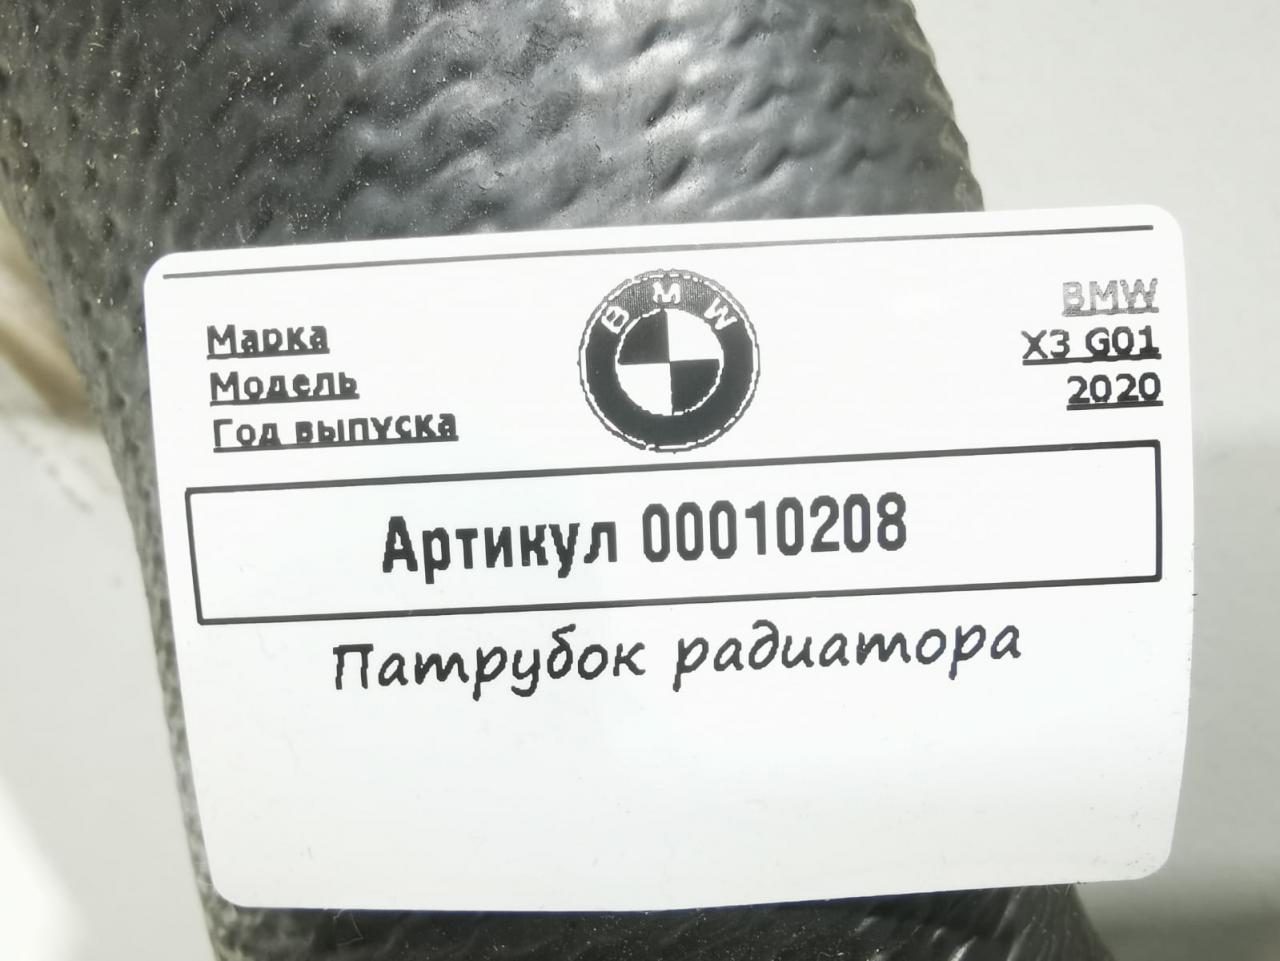 Марка BMW
Модель X3 G01
Год выпуска 2020
BMW
Артикул 00010208
Патрубок радиатора